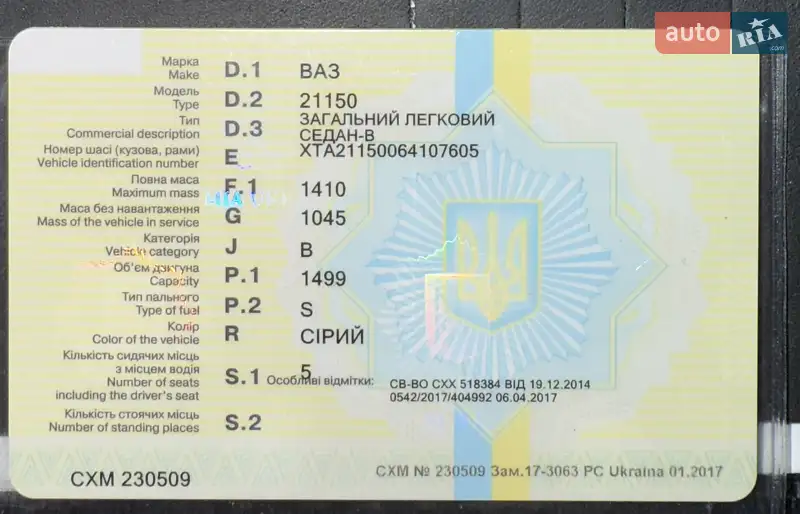 auto RIA .com
Марка
Make D.1 ВАЗ
Модель
Type D.2 21150
Тип
Commercial description D.3 ЗАГАЛЬНИЙ ЛЕГКОВИЙ
СЕДАН-В
Номер шасі (кузова, рами)
Vehicle identification number E XTA21150064107605
Повна маса
Maximum mass F.1 1410
Маса без навантаження
Mass of the vehicle in service G 1045
Категорія
Vehicle category J B
Об'єм двигуна
Capacity P.1 1499
Тип пального
Type of fuel P.2 S
Колір
Color of the vehicle R СІРИЙ
Кількість сидячих місць
з місцем водія
Number of seats
including the driver's seat S.1 5
Особливі відмітки: СВ-ВО СХХ 518384 ВІД 19.12.2014
0542/2017/404992 06.04.2017
Кількість стоячих місць
Number of standing places S.2
СХМ 230509
СХМ № 230509 Зам.17-3063 PC Ukraina 01.2017